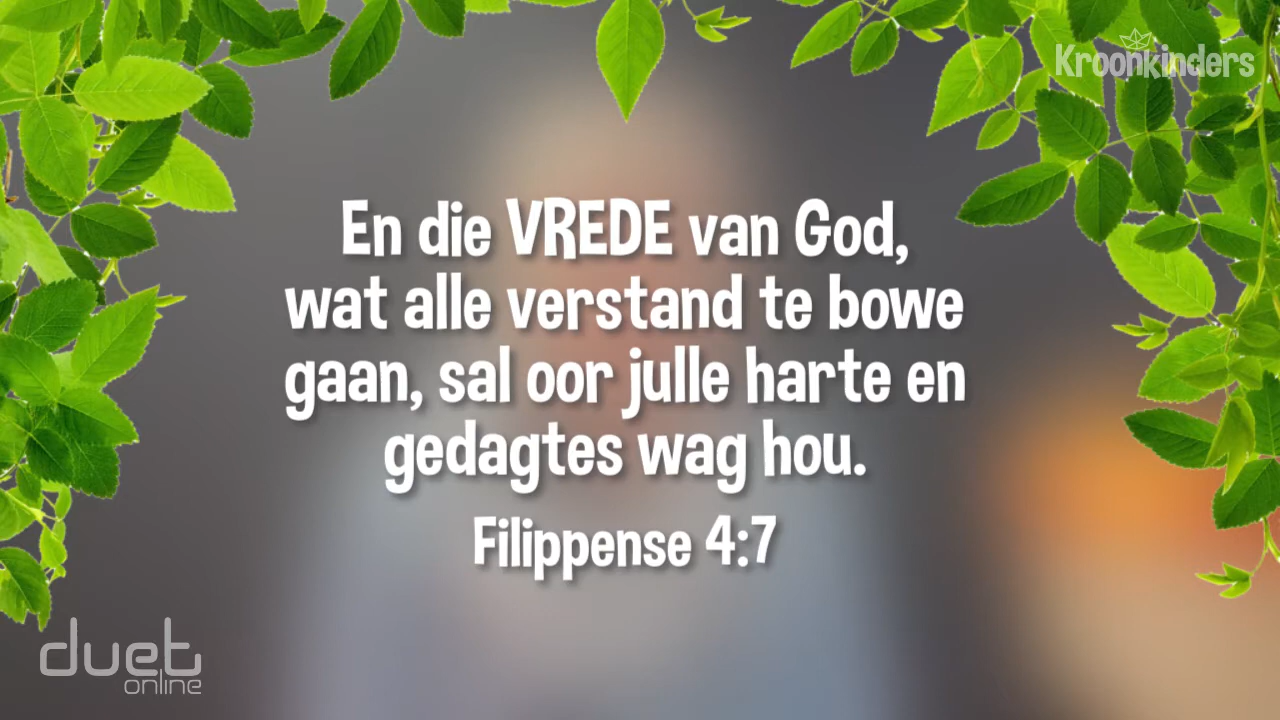 Kroonkinders
En die VREDE van God,
wat alle verstand te bowe
gaan, sal oor julle harte en
gedagtes wag hou.
Filippense 4:7
duet
online